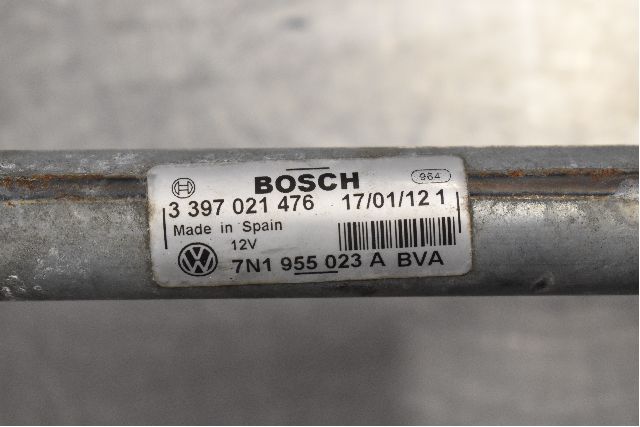 BOSCH 964
3 397 021 476 17/01/12 1
Made in Spain
12V
7N1 955 023 A BVA